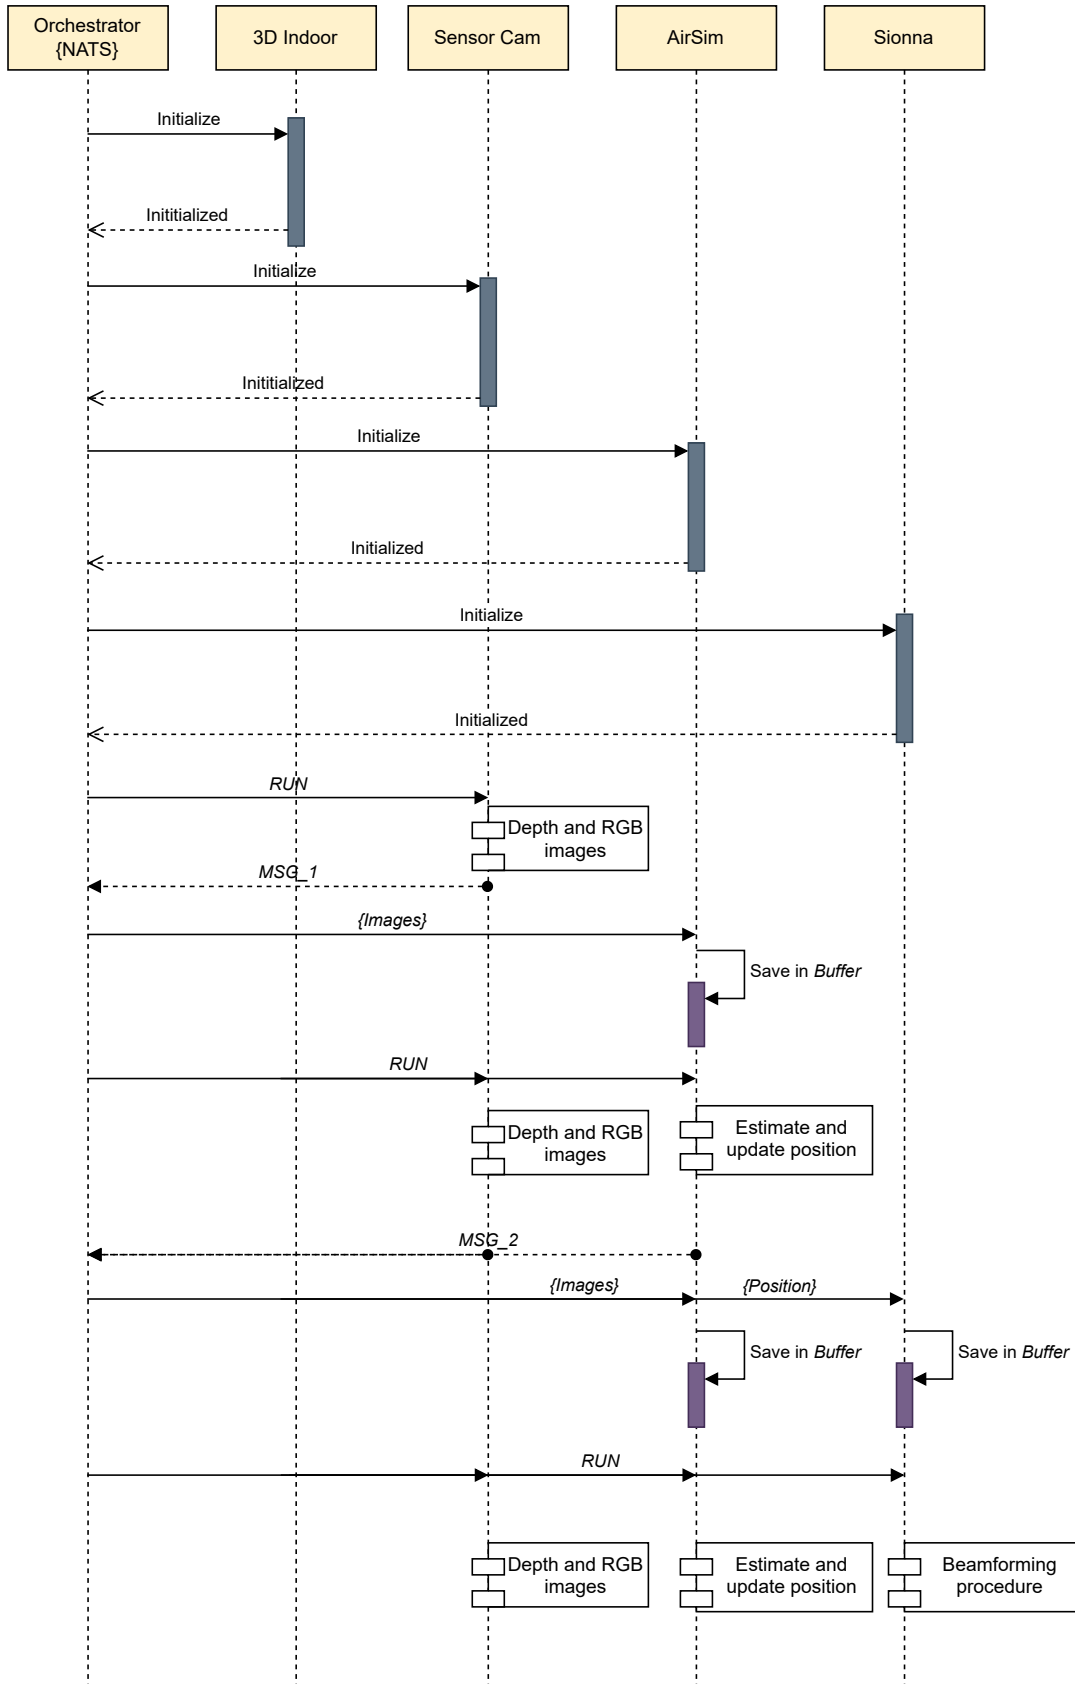 Orchestrator
{NATS}
3D Indoor
Sensor Cam
AirSim
Sionna
Initialize
Inititialized
Initialize
Inititialized
Initialize
Initialized
Initialize
Initialized
RUN
Depth and RGB
images
MSG_1
{Images}
Save in Buffer
RUN
Depth and RGB
images
Estimate and
update position
MSG_2
{Images}
{Position}
Save in Buffer
Save in Buffer
RUN
Depth and RGB
images
Estimate and
update position
Beamforming
procedure